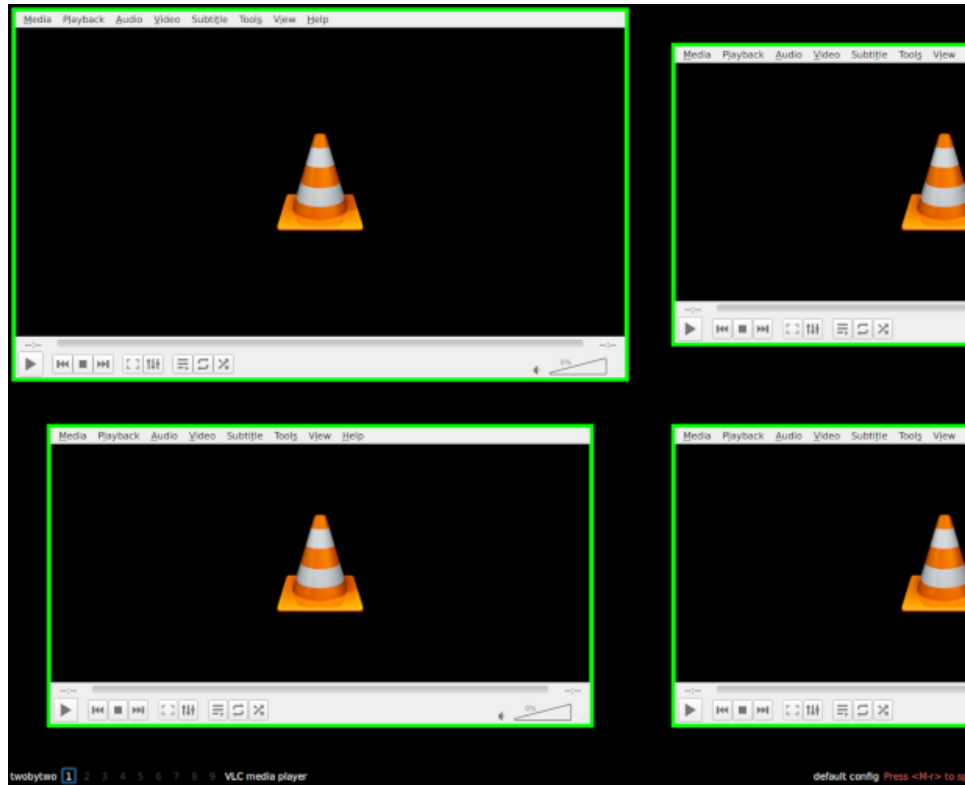 Media Playback Audio Video Subtitle Tools View Help
Media Playback Audio Video Subtitle Tools View
--:--
--:--
0%
--:--
Media Playback Audio Video Subtitle Tools View Help
Media Playback Audio Video Subtitle Tools View
--:--
--:--
0%
--:--
twobytwo 1 2 3 4 5 6 7 8 9 VLC media player default config Press <M-r> to sp